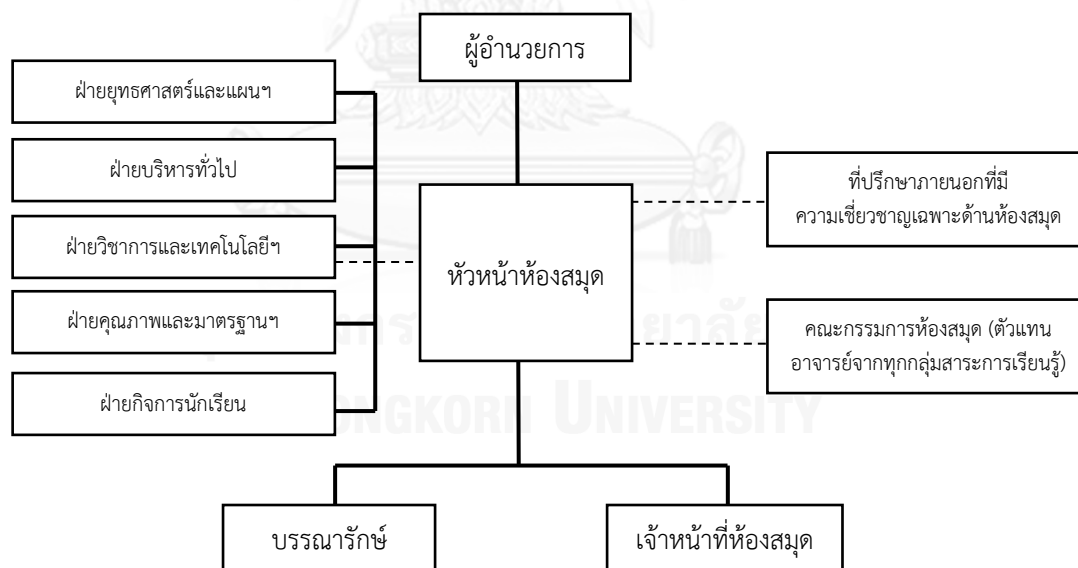 ผู้อำนวยการ
ฝ่ายยุทธศาสตร์และแผนฯ
ฝ่ายบริหารทั่วไป
ฝ่ายวิชาการและเทคโนโลยีฯ
ฝ่ายคุณภาพและมาตรฐานฯ
ฝ่ายกิจการนักเรียน
หัวหน้าห้องสมุด
ที่ปรึกษาภายนอกที่มี
ความเชี่ยวชาญเฉพาะด้านห้องสมุด
คณะกรรมการห้องสมุด (ตัวแทน
อาจารย์จากทุกกลุ่มสาระการเรียนรู้)
UNIVERSITY
บรรณารักษ์
เจ้าหน้าที่ห้องสมุด